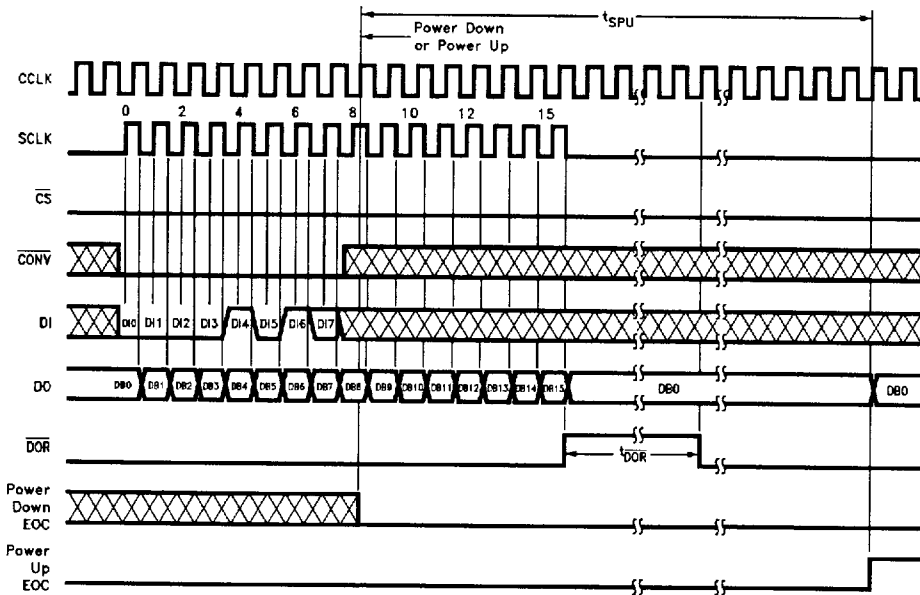 tSPU
Power Down
or Power Up
CCLK
0 2 4 6 8 10 12 15
SCLK
CS
CONV
DI DI0 DI1 DI2 DI3 DI4 DI5 DI6 DI7
DO DB0 DB1 DB2 DB3 DB4 DB5 DB6 DB7 DB8 DB9 DB10 DB11 DB12 DB13 DB14 DB15 DB0 DB0
DOR tDOR
Power
Down
EOC
Power
Up
EOC